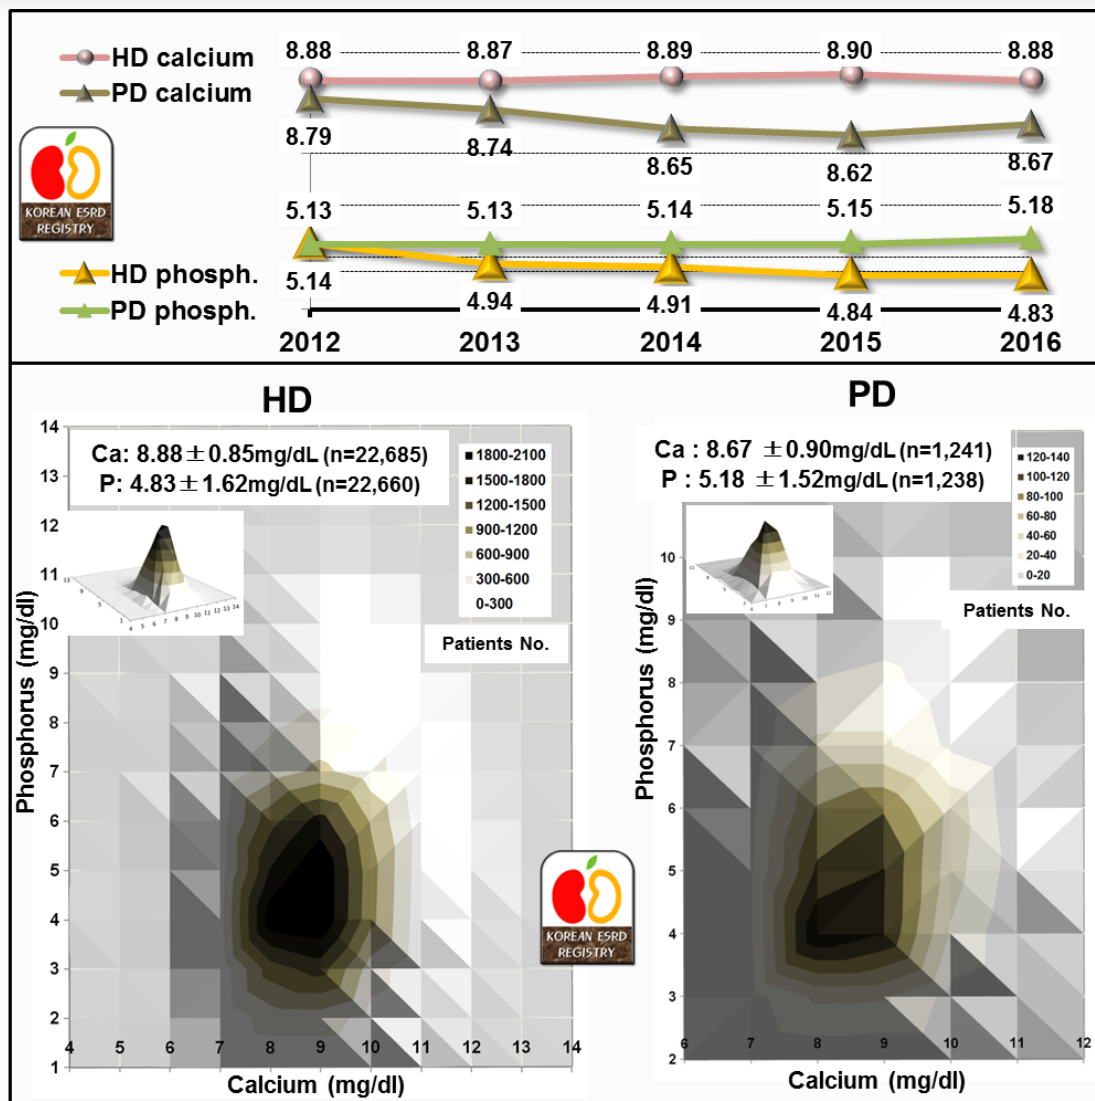 8.88 8.87 8.89 8.90 8.88
HD calcium
PD calcium
8.79 8.74 8.65 8.62 8.67
KOREAN ESRD
REGISTRY
5.13 5.13 5.14 5.15 5.18
HD phosph.
PD phosph.
5.14 4.94 4.91 4.84 4.83
2012 2013 2014 2015 2016
HD
Ca: 8.88 ± 0.85mg/dL (n=22,685)
P: 4.83 ± 1.62mg/dL (n=22,660)
1800-2100
1500-1800
1200-1500
900-1200
600-900
300-600
0-300
Patients No.
Phosphorus (mg/dl)
14
13
12
11
10
9
8
7
6
5
4
3
2
1
4 5 6 7 8 9 10 11 12 13 14
Calcium (mg/dl)
KOREAN ESRD
REGISTRY
PD
Ca : 8.67 ±0.90mg/dL (n=1,241)
P : 5.18 ±1.52mg/dL (n=1,238)
120-140
100-120
80-100
60-80
40-60
20-40
0-20
Patients No.
Phosphorus (mg/dl)
10
9
8
7
6
5
4
3
2
6 7 8 9 10 11 12
Calcium (mg/dl)